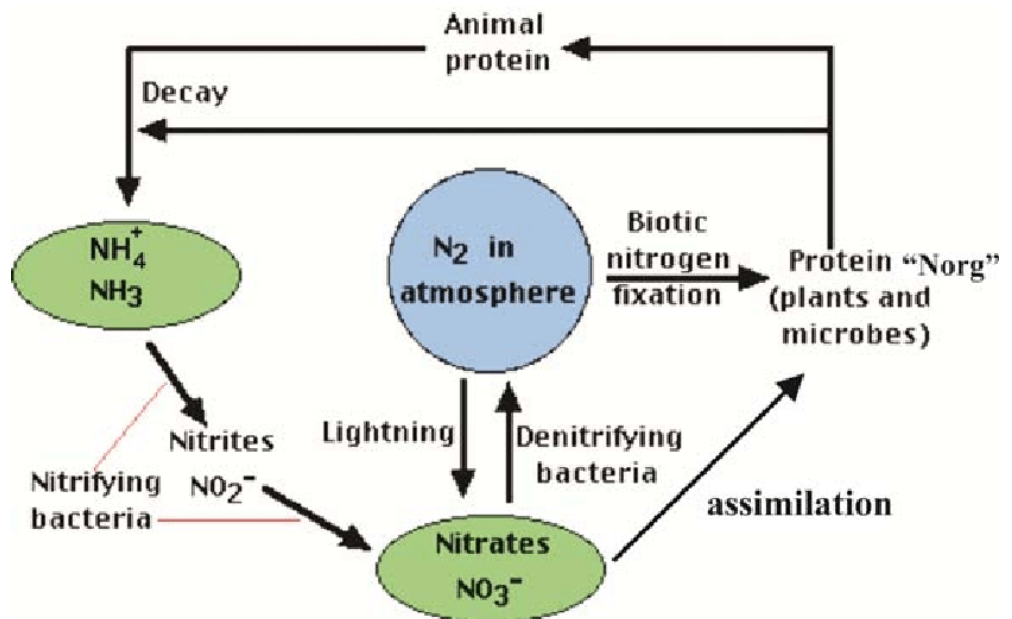 Animal
protein
Decay
NH₄⁺
NH₃
N₂ in
atmosphere
Biotic
nitrogen
fixation
Protein “Norg”
(plants and
microbes)
Lightning
Denitrifying
bacteria
Nitrites
NO₂⁻
Nitrifying
bacteria
assimilation
Nitrates
NO₃⁻